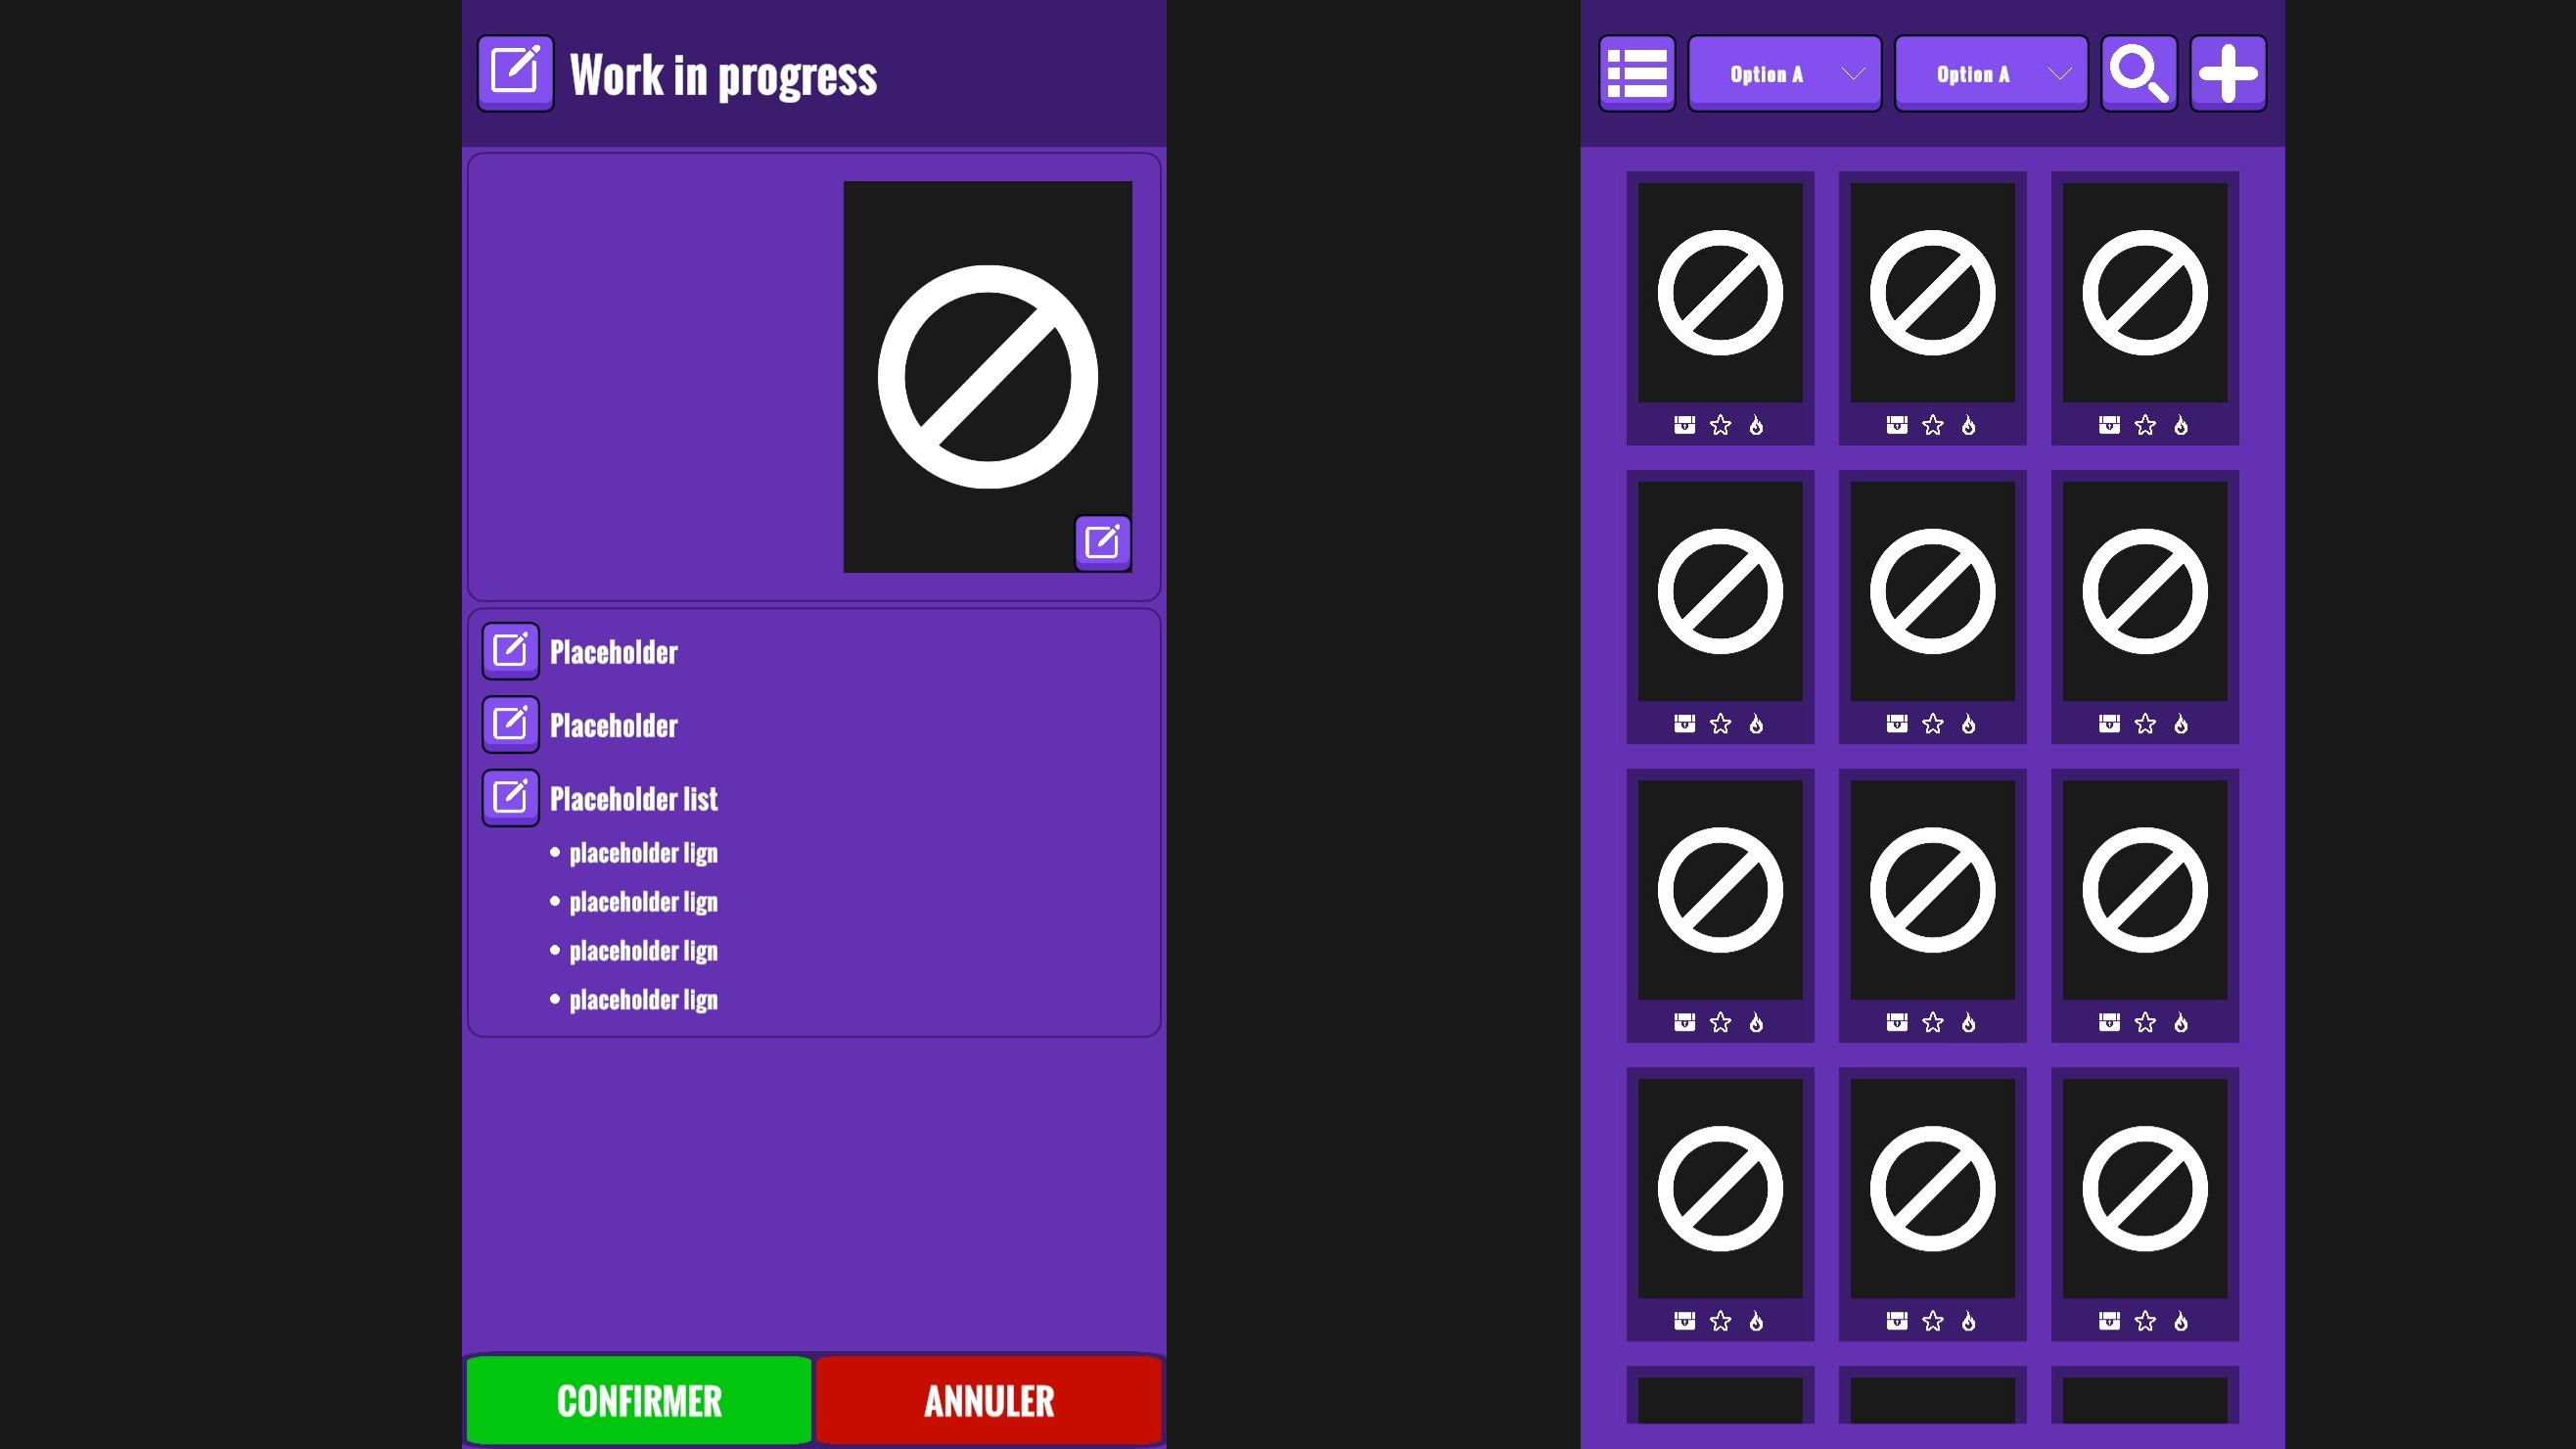 Work in progress
Placeholder
Placeholder
Placeholder list
placeholder lign
placeholder lign
placeholder lign
placeholder lign
CONFIRMER
ANNULER
Option A
Option A